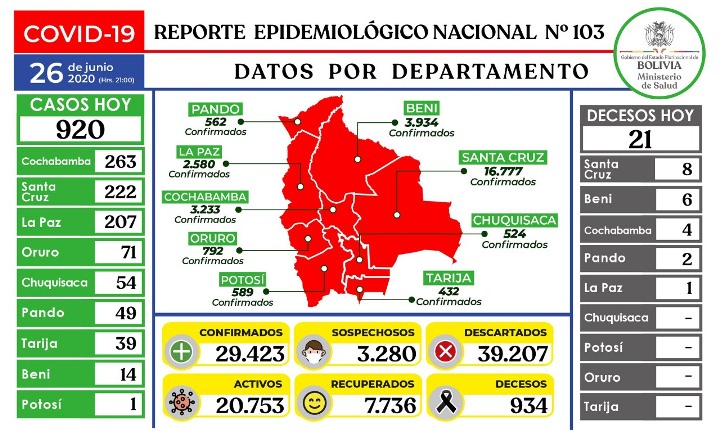 COVID-19
REPORTE EPIDEMIOLÓGICO NACIONAL Nº 103
26 de junio
2020 (Hrs. 21:00)
DATOS POR DEPARTAMENTO
Gobierno del Estado Plurinacional de
BOLIVIA
Ministerio
de Salud
CASOS HOY
920
Cochabamba 263
Santa Cruz 222
La Paz 207
Oruro 71
Chuquisaca 54
Pando 49
Tarija 39
Beni 14
Potosí 1
PANDO
562
Confirmados
BENI
3.934
Confirmados
LA PAZ
2.580
Confirmados
SANTA CRUZ
16.777
Confirmados
COCHABAMBA
3.233
Confirmados
CHUQUISACA
524
Confirmados
ORURO
792
Confirmados
POTOSÍ
589
Confirmados
TARIJA
432
Confirmados
CONFIRMADOS
29.423
SOSPECHOSOS
3.280
DESCARTADOS
39.207
ACTIVOS
20.753
RECUPERADOS
7.736
DECESOS
934
DECESOS HOY
21
Santa Cruz 8
Beni 6
Cochabamba 4
Pando 2
La Paz 1
Chuquisaca -
Potosí -
Oruro -
Tarija -